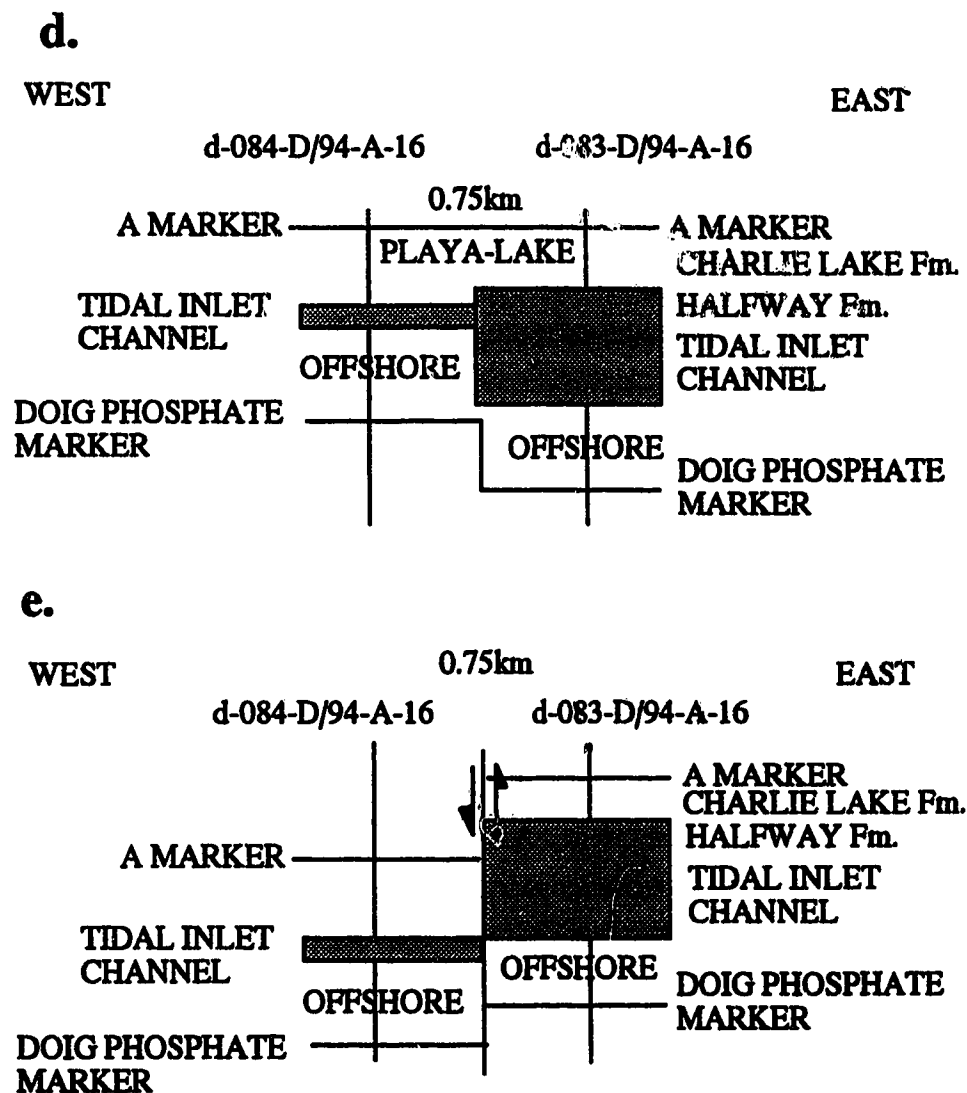 d.
WEST
EAST
d-084-D/94-A-16
d-083-D/94-A-16
0.75km
A MARKER
A MARKER
PLAYA-LAKE
CHARLIE LAKE Fm.
TIDAL INLET
CHANNEL
HALFWAY Fm.
TIDAL INLET
CHANNEL
OFFSHORE
DOIG PHOSPHATE
MARKER
OFFSHORE
DOIG PHOSPHATE
MARKER
e.
WEST
0.75km
EAST
d-084-D/94-A-16
d-083-D/94-A-16
A MARKER
CHARLIE LAKE Fm.
HALFWAY Fm.
A MARKER
TIDAL INLET
CHANNEL
TIDAL INLET
CHANNEL
OFFSHORE
OFFSHORE
DOIG PHOSPHATE
MARKER
DOIG PHOSPHATE
MARKER